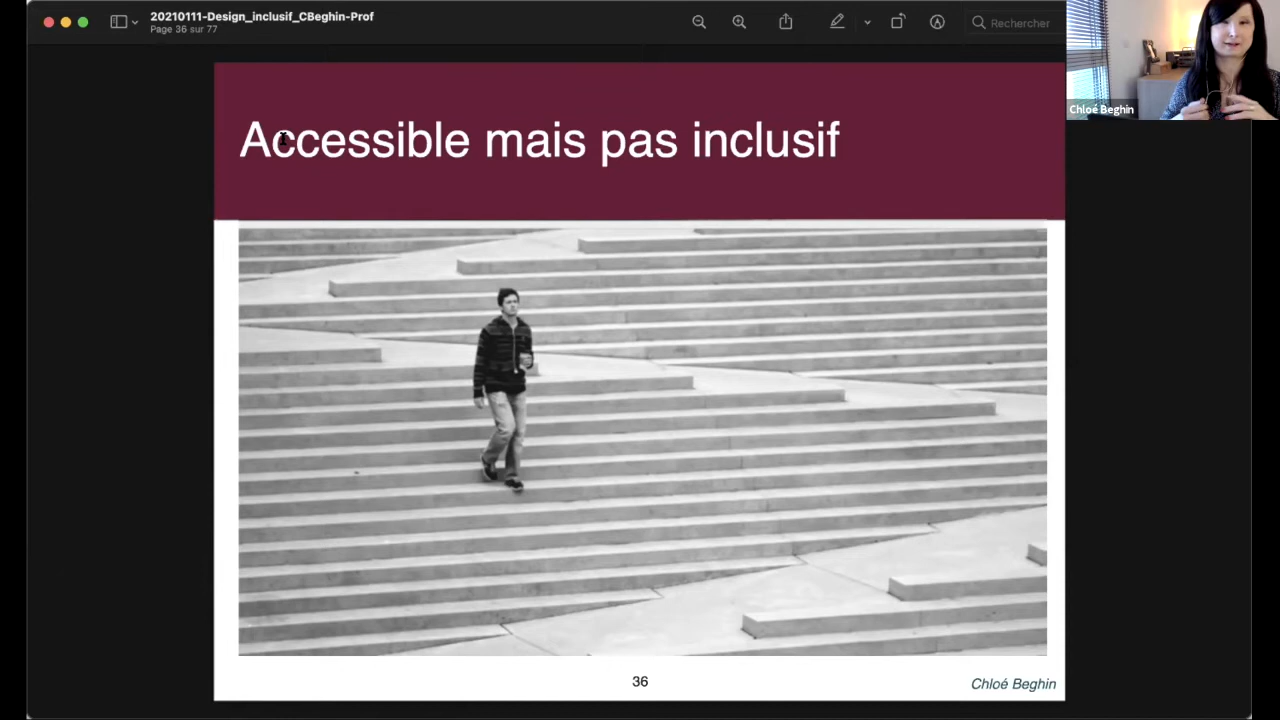 20210111-Design_inclusif_CBeghin-Prof
Page 36 sur 77
Rechercher
Chloé Beghin
Accessible mais pas inclusif
36
Chloé Beghin